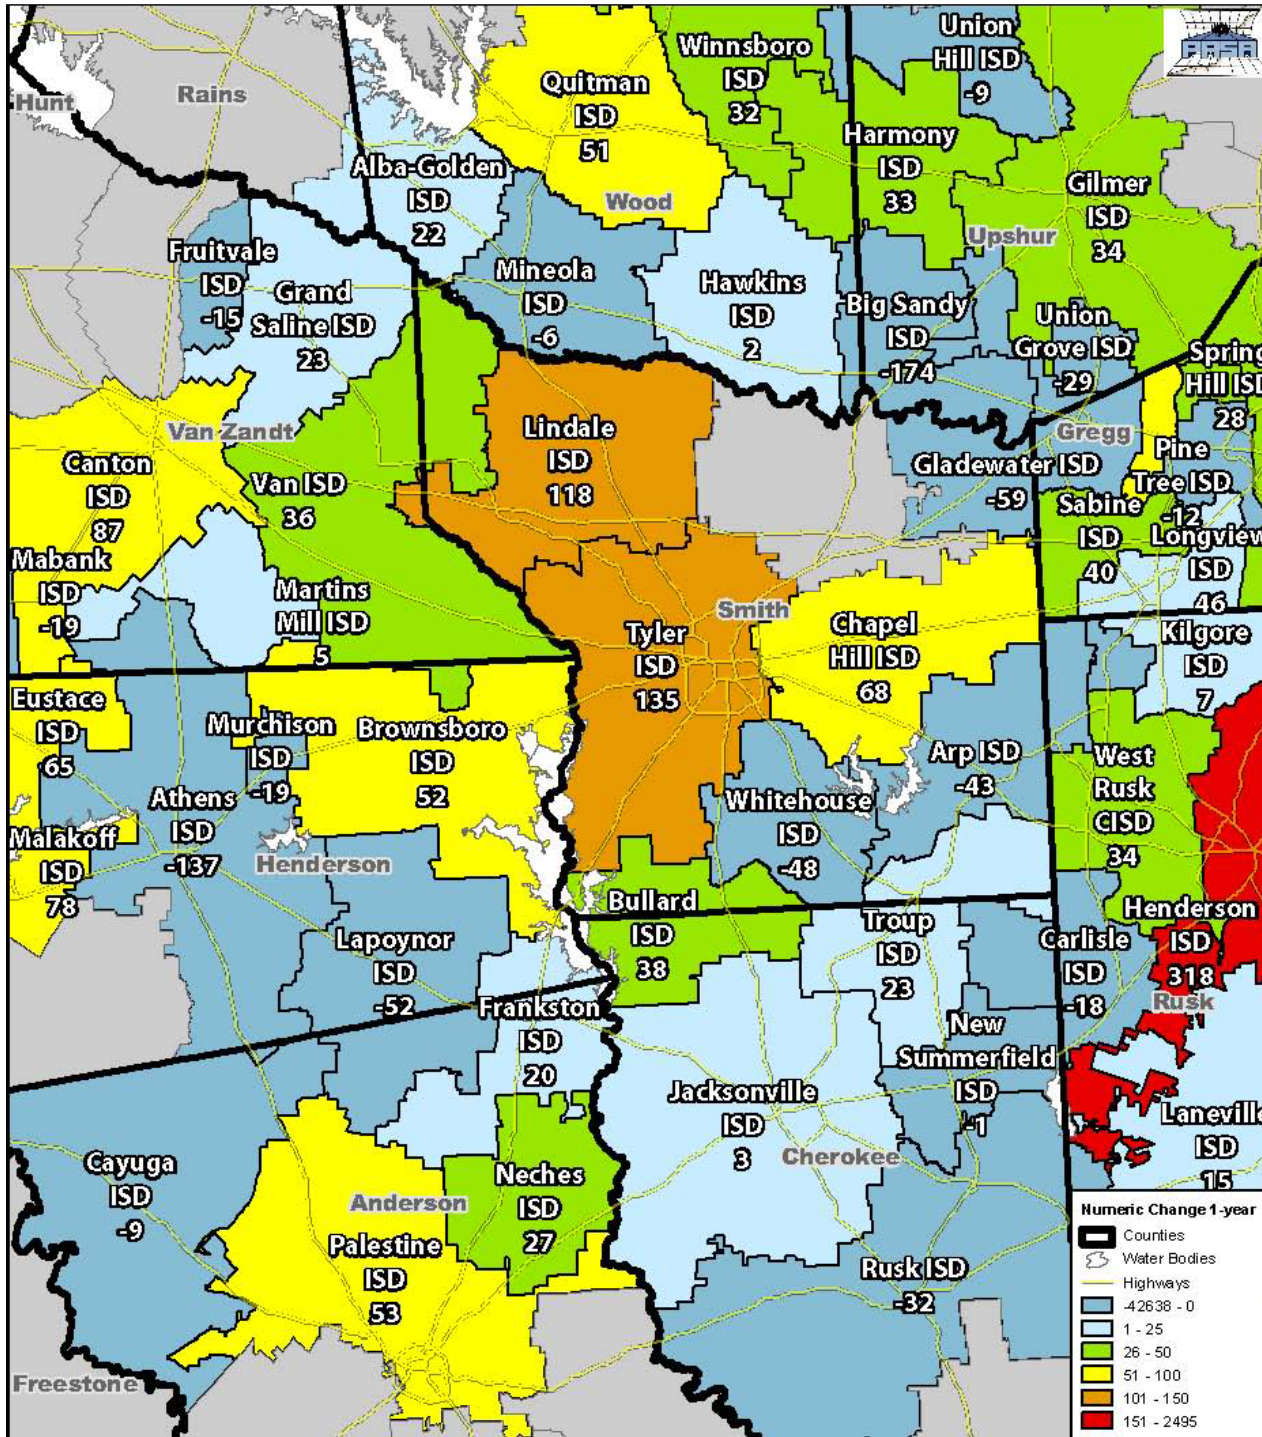 Hunt
Rains
Quitman
ISD
51
Winnsboro
ISD
32
Union
Hill ISD
-9
PASA
Alba-Golden
ISD
22
Wood
Harmony
ISD
33
Gilmer
ISD
34
Upshur
Fruitvale
ISD
-15
Grand
Saline ISD
23
Mineola
ISD
-6
Hawkins
ISD
2
Big Sandy
ISD
-174
Union
Grove ISD
-29
Spring
Hill ISD
28
Van Zandt
Canton
ISD
87
Van ISD
36
Lindale
ISD
118
Gladewater ISD
-59
Gregg
Pine
Tree ISD
-12
Sabine
ISD
40
Longview
ISD
46
Mabank
ISD
-19
Martins
Mill ISD
5
Smith
Tyler
ISD
135
Chapel
Hill ISD
68
Kilgore
ISD
7
Eustace
ISD
65
Murchison
ISD
-19
Brownsboro
ISD
52
Arp ISD
-43
West
Rusk
CISD
34
Athens
ISD
-137
Malakoff
ISD
78
Henderson
Whitehouse
ISD
-48
Bullard
ISD
38
Troup
ISD
23
Carlisle
ISD
-18
Henderson
ISD
318
Rusk
Lapoynor
ISD
-52
Frankston
ISD
20
New
Summerfield
ISD
-1
Jacksonville
ISD
3
Cherokee
Laneville
ISD
15
Cayuga
ISD
-9
Anderson
Neches
ISD
27
Palestine
ISD
53
Rusk ISD
-32
Freestone
Numeric Change 1-year
Counties
Water Bodies
Highways
-42638 - 0
1 - 25
26 - 50
51 - 100
101 - 150
151 - 2495